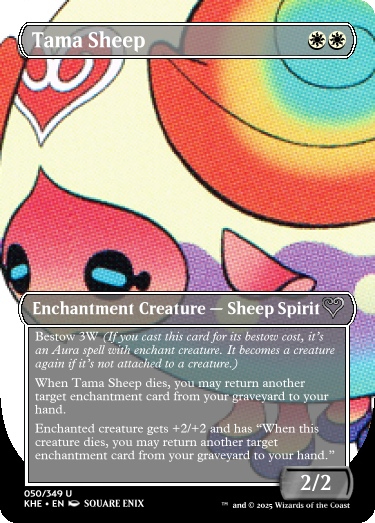 Tama Sheep
Enchantment Creature — Sheep Spirit
Bestow 3W (If you cast this card for its bestow cost, it's
an Aura spell with enchant creature. It becomes a creature
again if it's not attached to a creature.)
When Tama Sheep dies, you may return another
target enchantment card from your graveyard to your
hand.
Enchanted creature gets +2/+2 and has “When this
creature dies, you may return another target
enchantment card from your graveyard to your hand.”
2/2
050/349 U
KHE • EN SQUARE ENIX
™ and © 2025 Wizards of the Coast